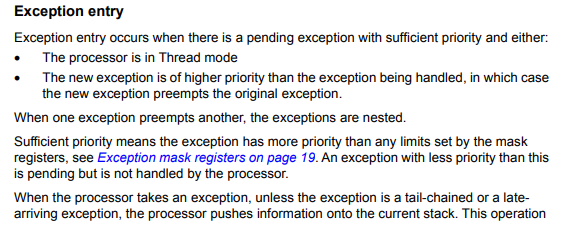 Exception entry
Exception entry occurs when there is a pending exception with sufficient priority and either:
• The processor is in Thread mode
• The new exception is of higher priority than the exception being handled, in which case
the new exception preempts the original exception.
When one exception preempts another, the exceptions are nested.
Sufficient priority means the exception has more priority than any limits set by the mask
registers, see Exception mask registers on page 19. An exception with less priority than this
is pending but is not handled by the processor.
When the processor takes an exception, unless the exception is a tail-chained or a late-
arriving exception, the processor pushes information onto the current stack. This operation